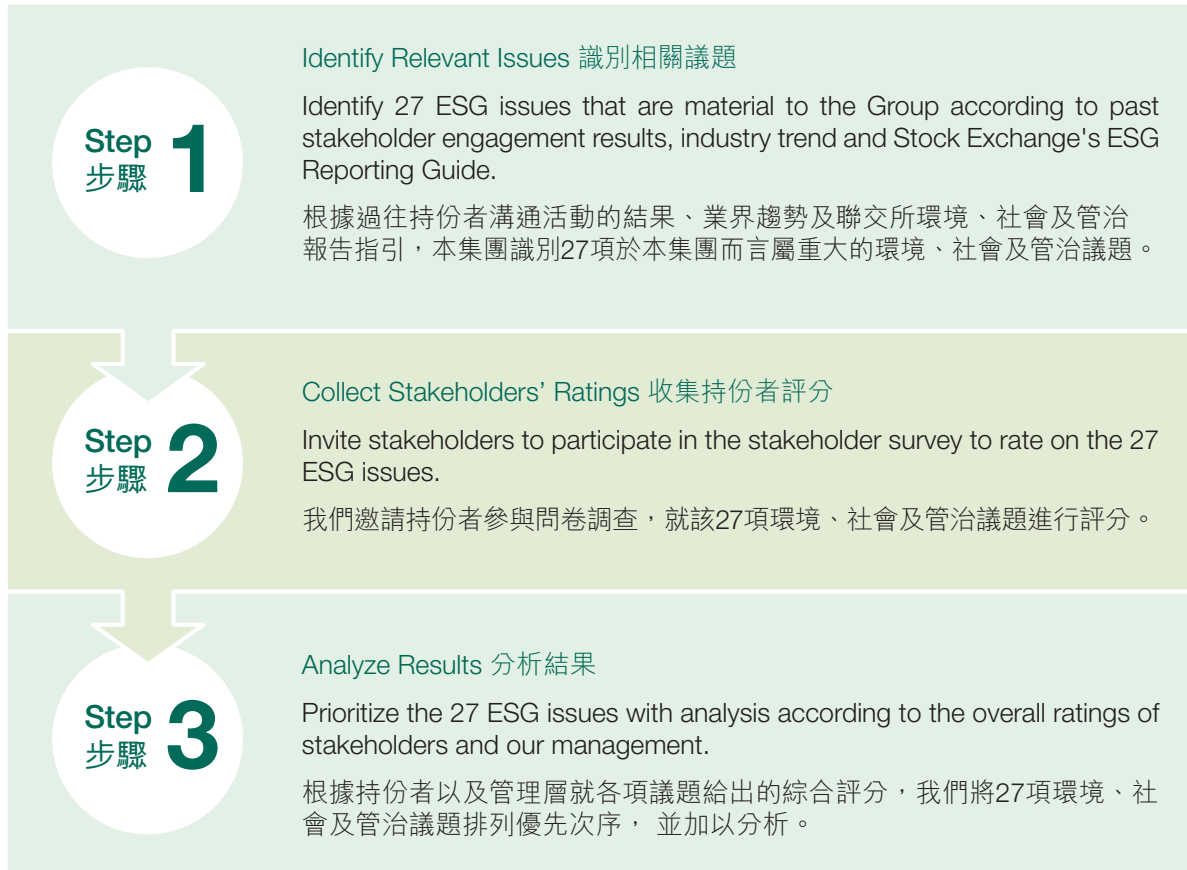 Step 1
步驟
Identify Relevant Issues 識別相關議題
Identify 27 ESG issues that are material to the Group according to past
stakeholder engagement results, industry trend and Stock Exchange's ESG
Reporting Guide.
根據過往持份者溝通活動的結果、業界趨勢及聯交所環境、社會及管治
報告指引，本集團識別27項於本集團而言屬重大的環境、社會及管治議題。
Step 2
步驟
Collect Stakeholders’ Ratings 收集持份者評分
Invite stakeholders to participate in the stakeholder survey to rate on the 27
ESG issues.
我們邀請持份者參與問卷調查，就該27項環境、社會及管治議題進行評分。
Step 3
步驟
Analyze Results 分析結果
Prioritize the 27 ESG issues with analysis according to the overall ratings of
stakeholders and our management.
根據持份者以及管理層就各項議題給出的綜合評分，我們將27項環境、社
會及管治議題排列優先次序， 並加以分析。